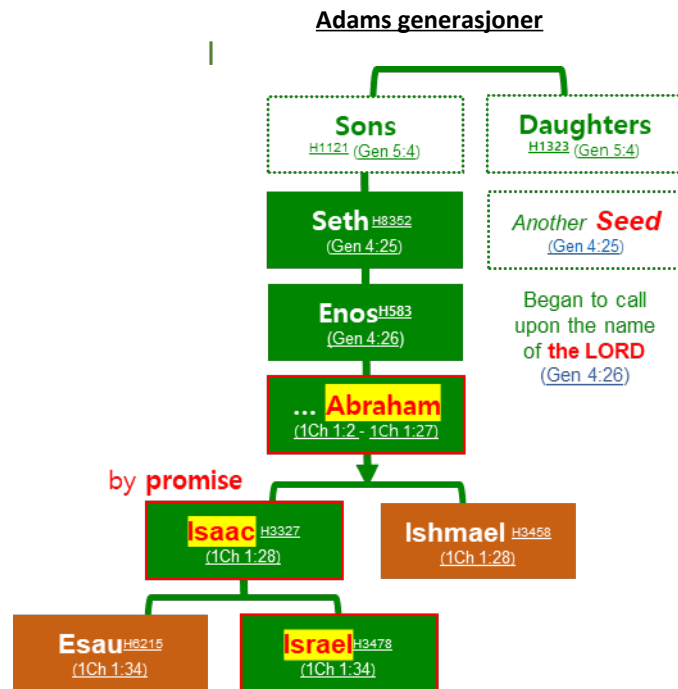 Adams generasjoner
Sons
H1121 (Gen 5:4)
Daughters
H1323 (Gen 5:4)
Seth H8352
(Gen 4:25)
Another Seed
(Gen 4:25)
Enos H583
(Gen 4:26)
Began to call
upon the name
of the LORD
(Gen 4:26)
... Abraham
(1Ch 1:2 - 1Ch 1:27)
by promise
Isaac H3327
(1Ch 1:28)
Ishmael H3458
(1Ch 1:28)
Esau H6215
(1Ch 1:34)
Israel H3478
(1Ch 1:34)